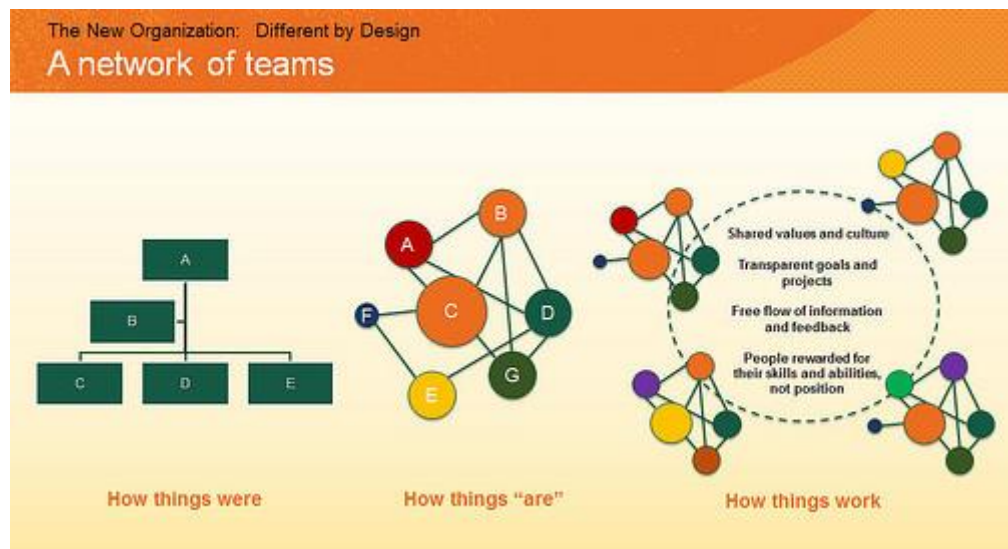 The New Organization: Different by Design
A network of teams
A
B
C
D
E
How things were
A
B
C
D
E
F
G
How things “are”
Shared values and culture
Transparent goals and
projects
Free flow of information
and feedback
People rewarded for
their skills and abilities,
not position
How things work